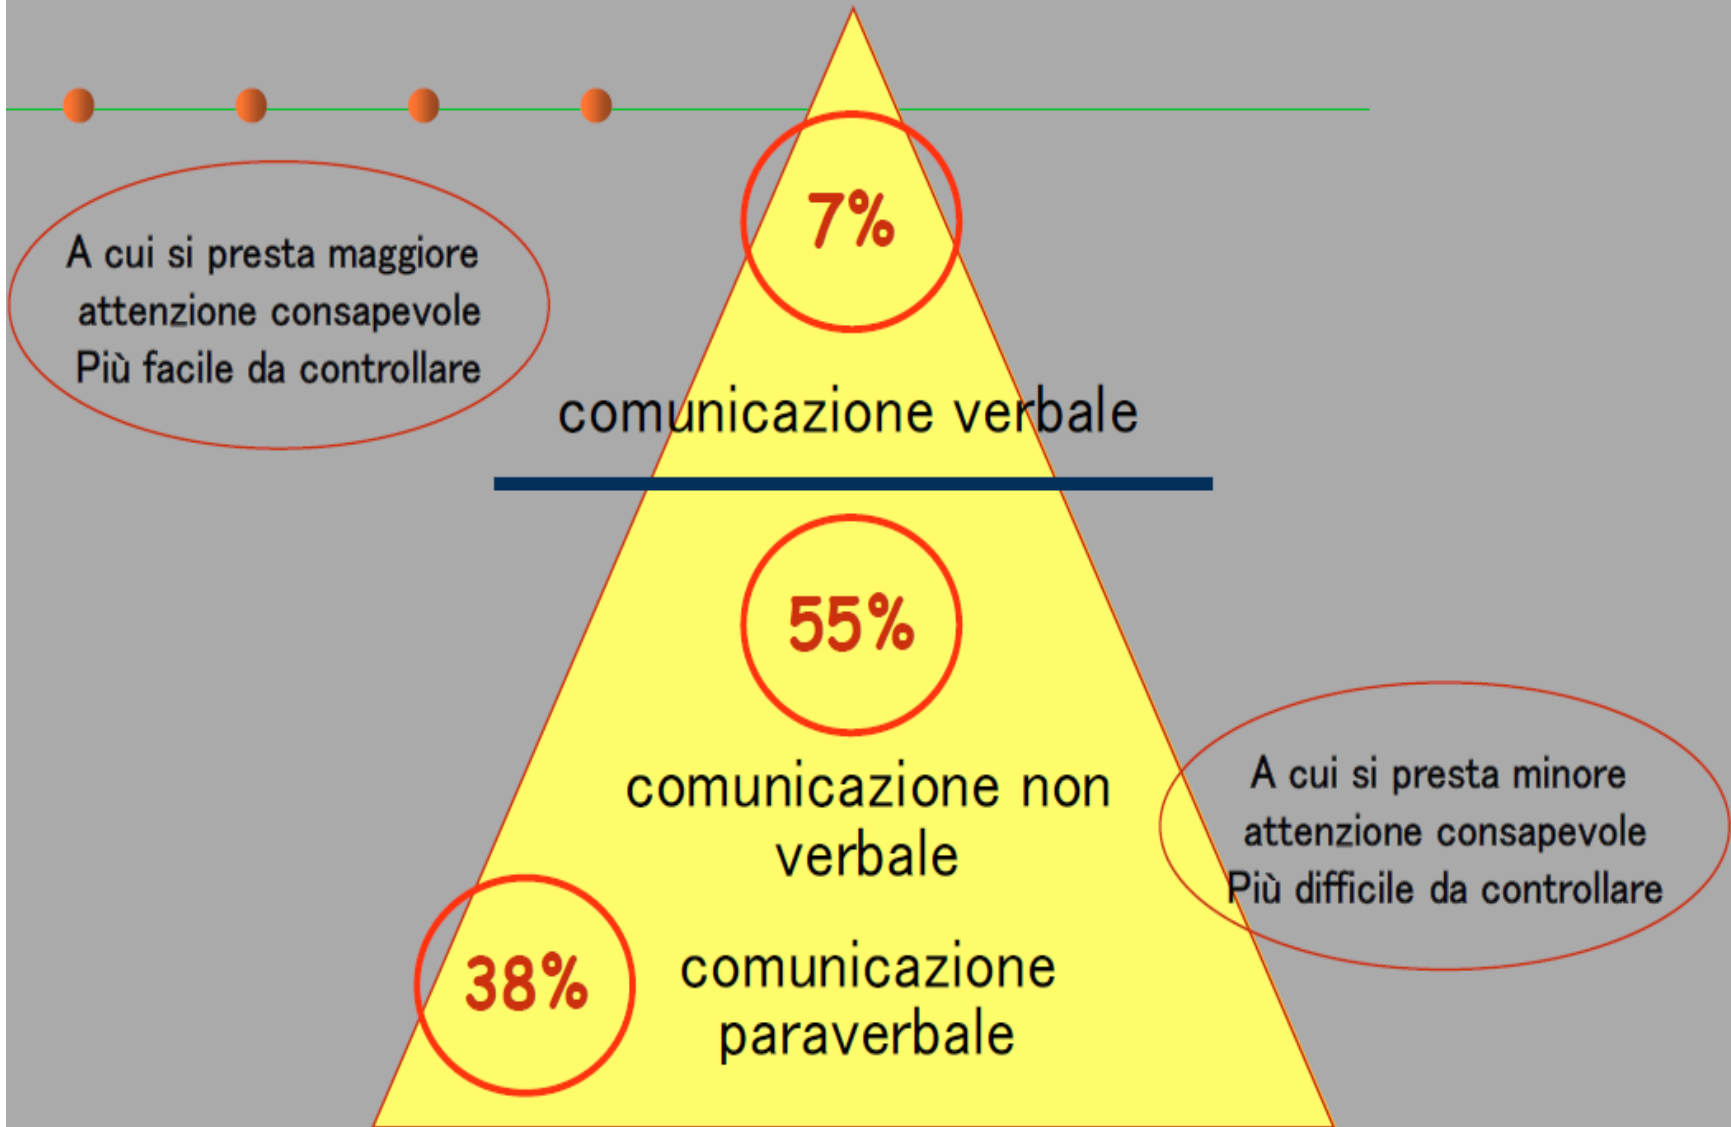 7%
A cui si presta maggiore
attenzione consapevole
Più facile da controllare
comunicazione verbale
55%
comunicazione non
verbale
A cui si presta minore
attenzione consapevole
Più difficile da controllare
38%
comunicazione
paraverbale